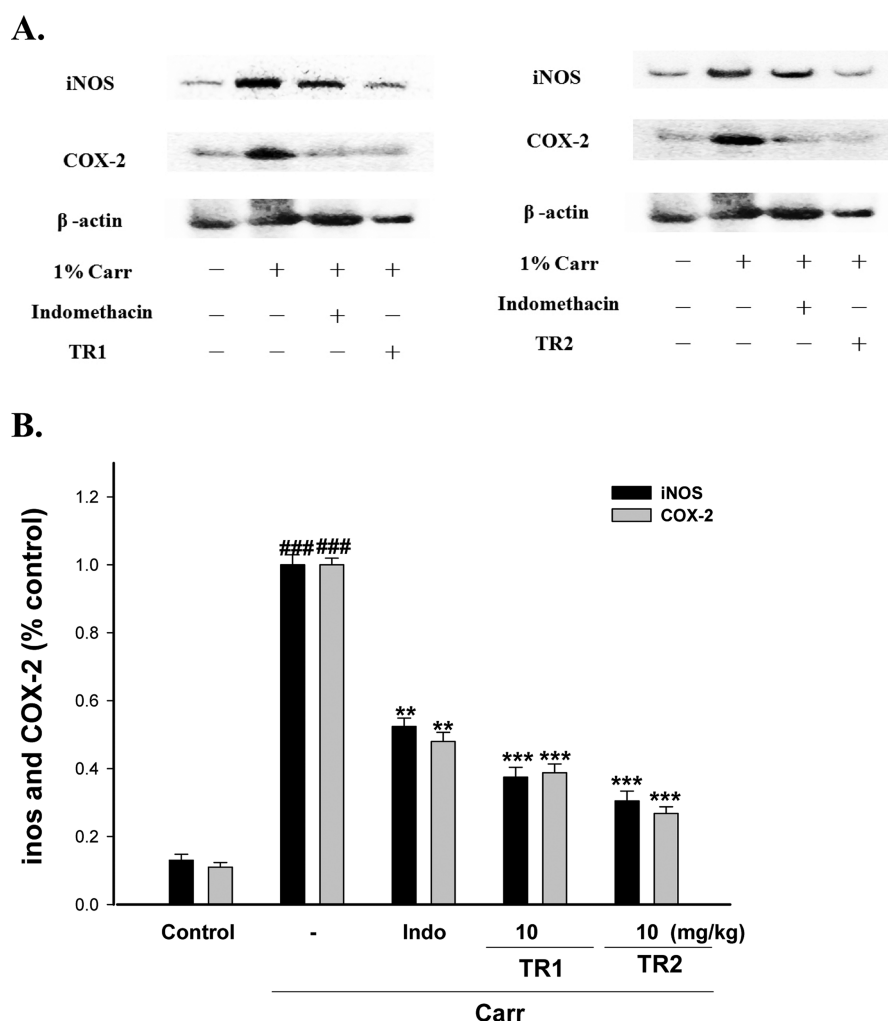 A.
iNOS
COX-2
β -actin
1% Carr − + + +
Indomethacin − − + −
TR1 − − − +
iNOS
COX-2
β -actin
1% Carr − + + +
Indomethacin − − + −
TR2 − − − +
B.
inos and COX-2 (% control)
1.2
1.0
0.8
0.6
0.4
0.2
0.0
iNOS
COX-2
### ###
** **
*** ***
*** ***
Control - Indo 10 10 (mg/kg)
TR1 TR2
Carr